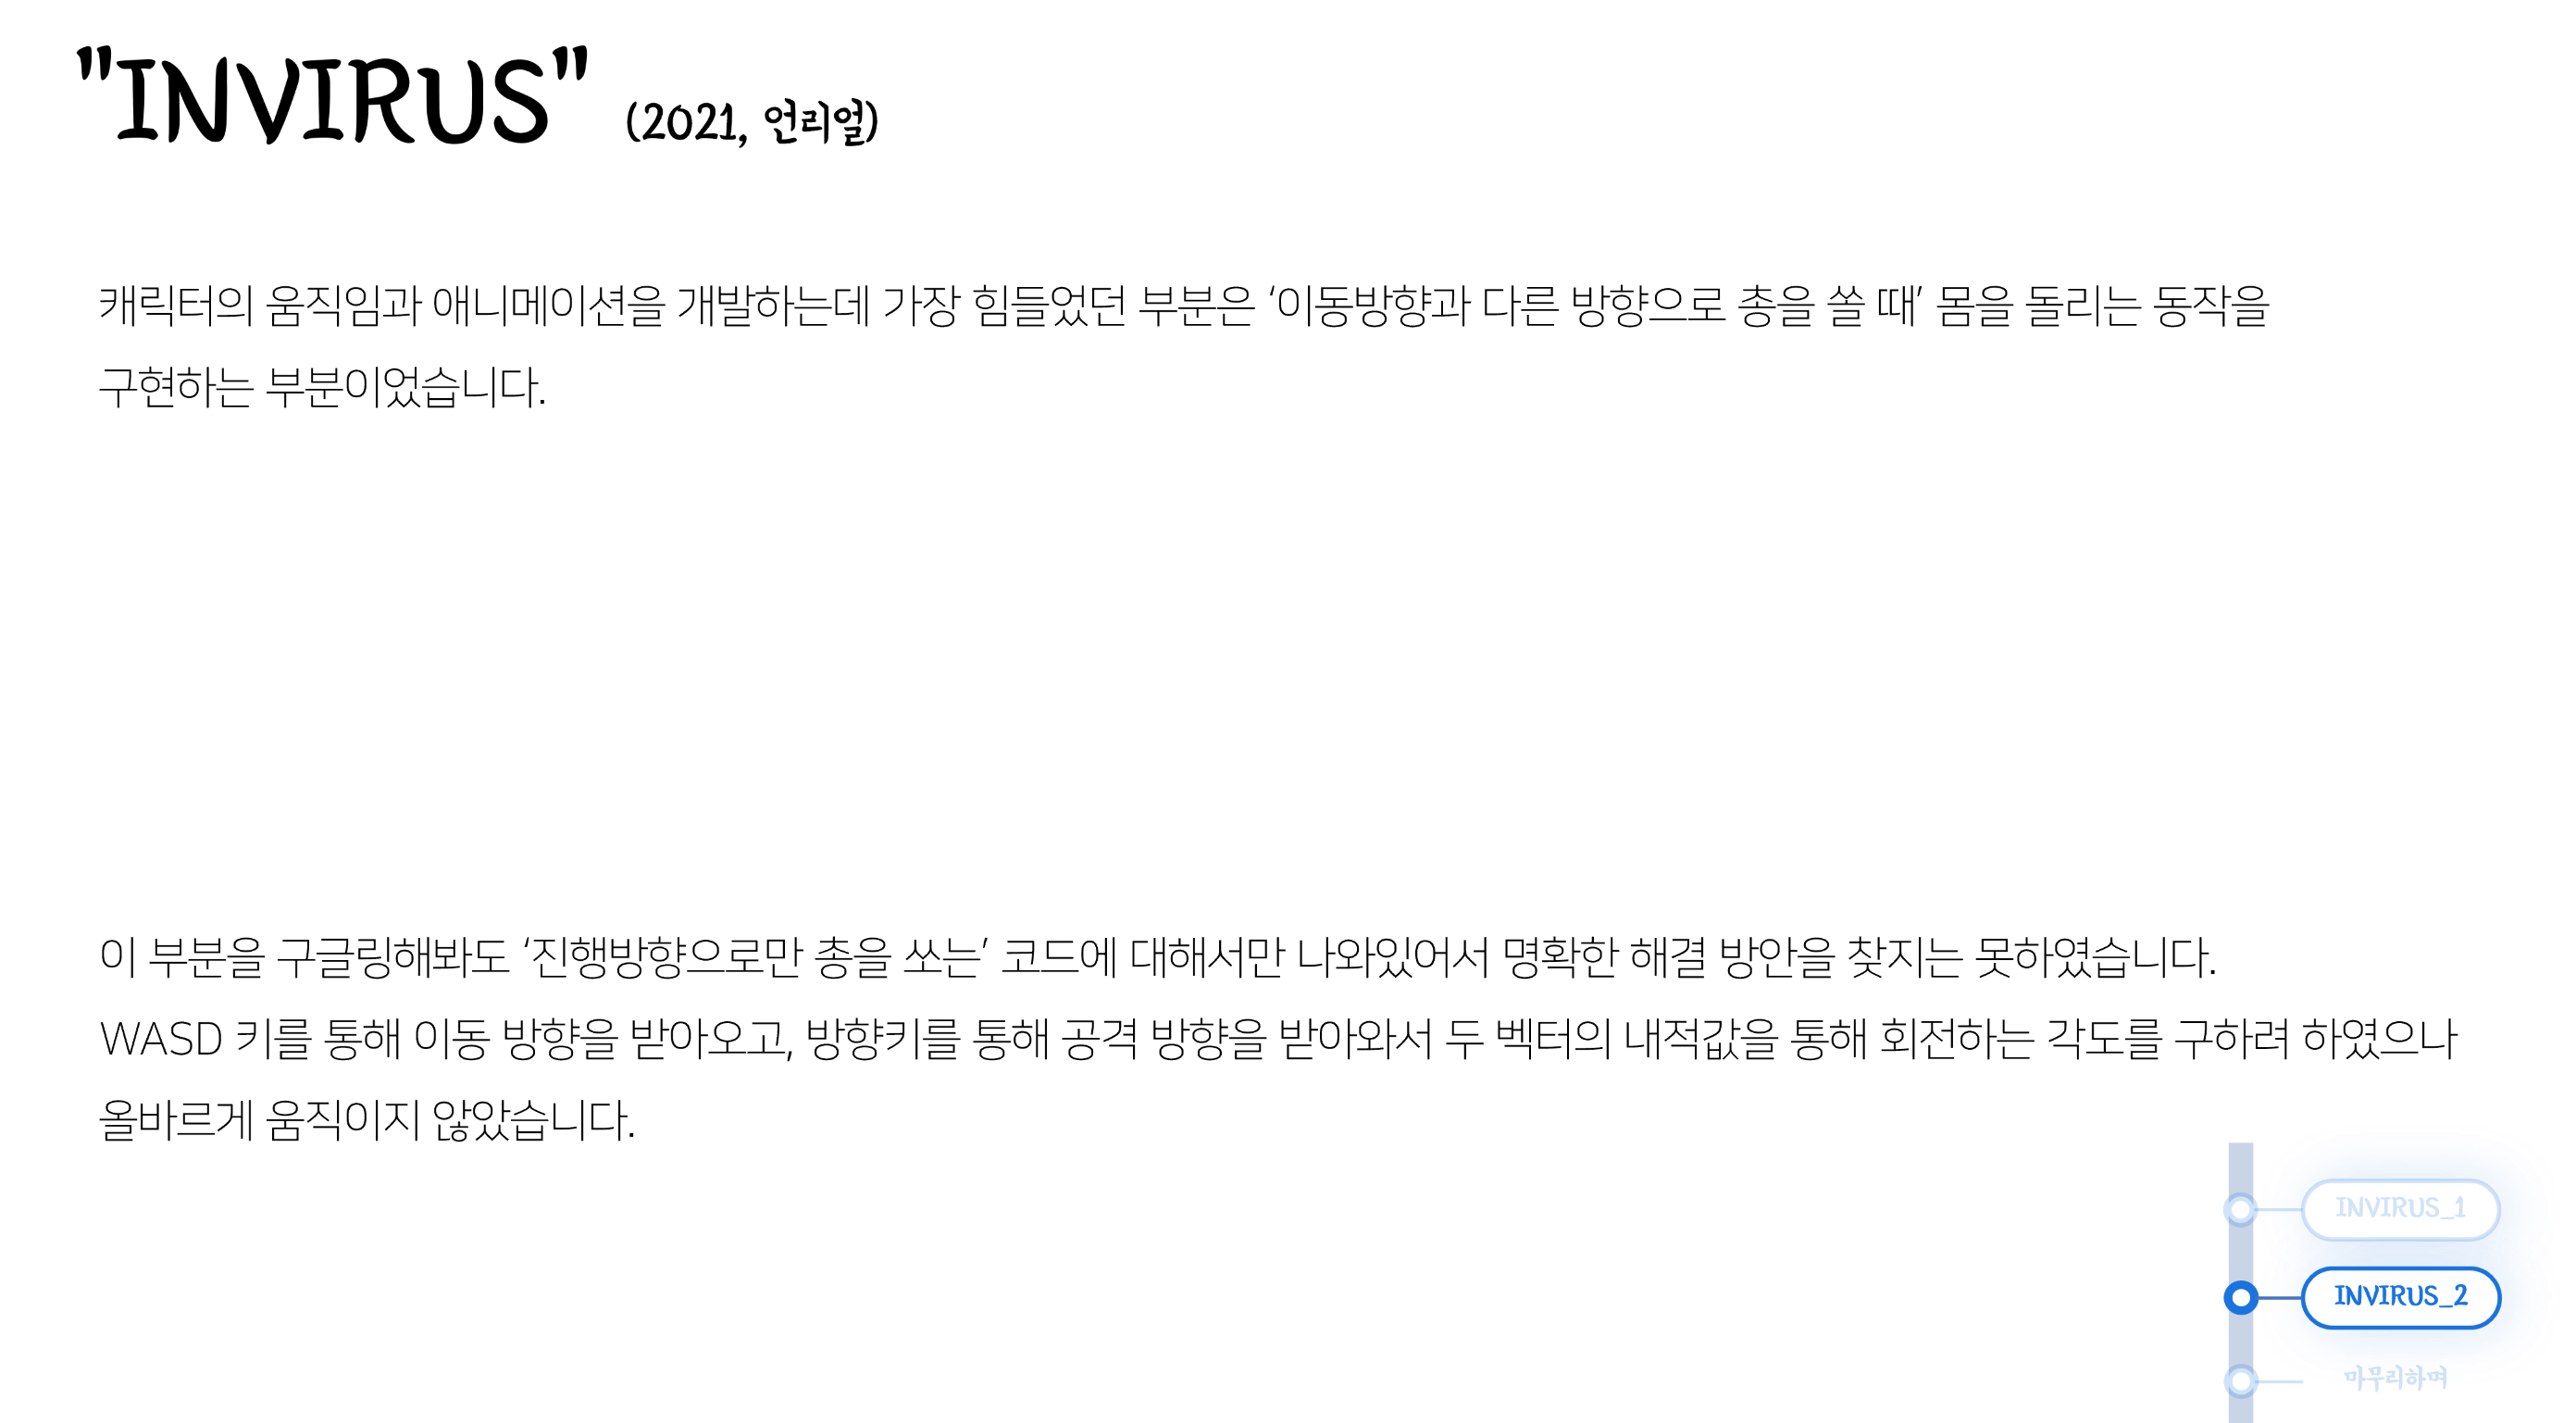 "INVIRUS" (2021, 언리얼)
캐릭터의 움직임과 애니메이션을 개발하는데 가장 힘들었던 부분은 ‘이동방향과 다른 방향으로 총을 쏠 때’ 몸을 돌리는 동작을
구현하는 부분이었습니다.
이 부분을 구글링해봐도 ‘진행방향으로만 총을 쏘는’ 코드에 대해서만 나와있어서 명확한 해결 방안을 찾지는 못하였습니다.
WASD 키를 통해 이동 방향을 받아오고, 방향키를 통해 공격 방향을 받아와서 두 벡터의 내적값을 통해 회전하는 각도를 구하려 하였으나
올바르게 움직이지 않았습니다.
INVIRUS_1
INVIRUS_2
마무리하며